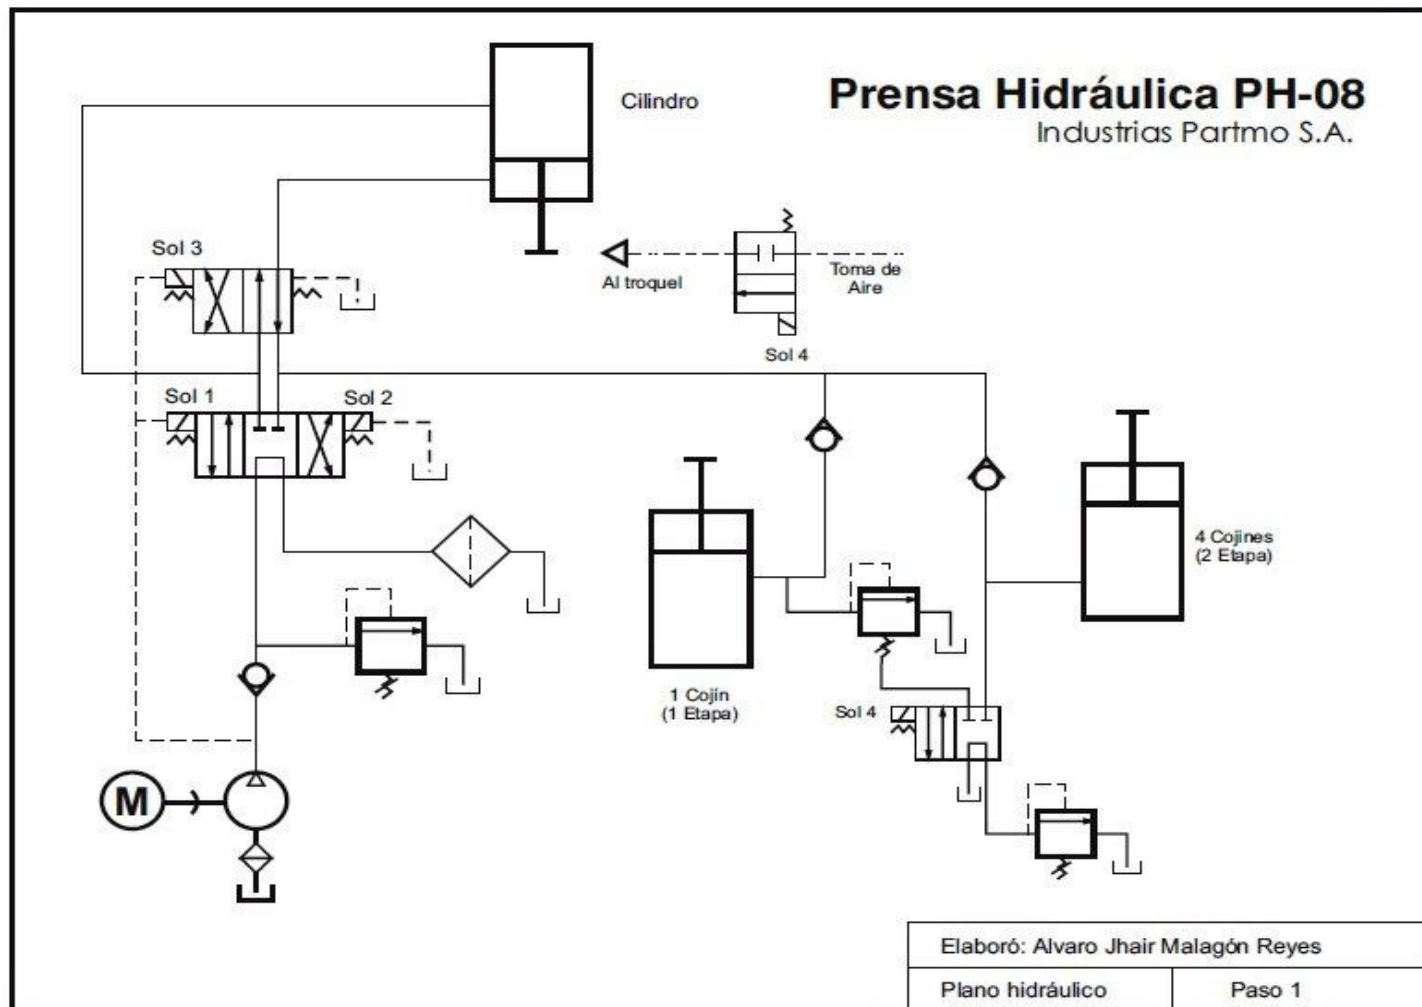 Prensa Hidráulica PH-08
Industrias Partmo S.A.
Cilindro
Sol 3
Al troquel
Toma de
Aire
Sol 4
Sol 1
Sol 2
4 Cojines
(2 Etapa)
1 Cojín
(1 Etapa)
Sol 4
M
Elaboró: Alvaro Jhair Malagón Reyes
Plano hidráulico
Paso 1